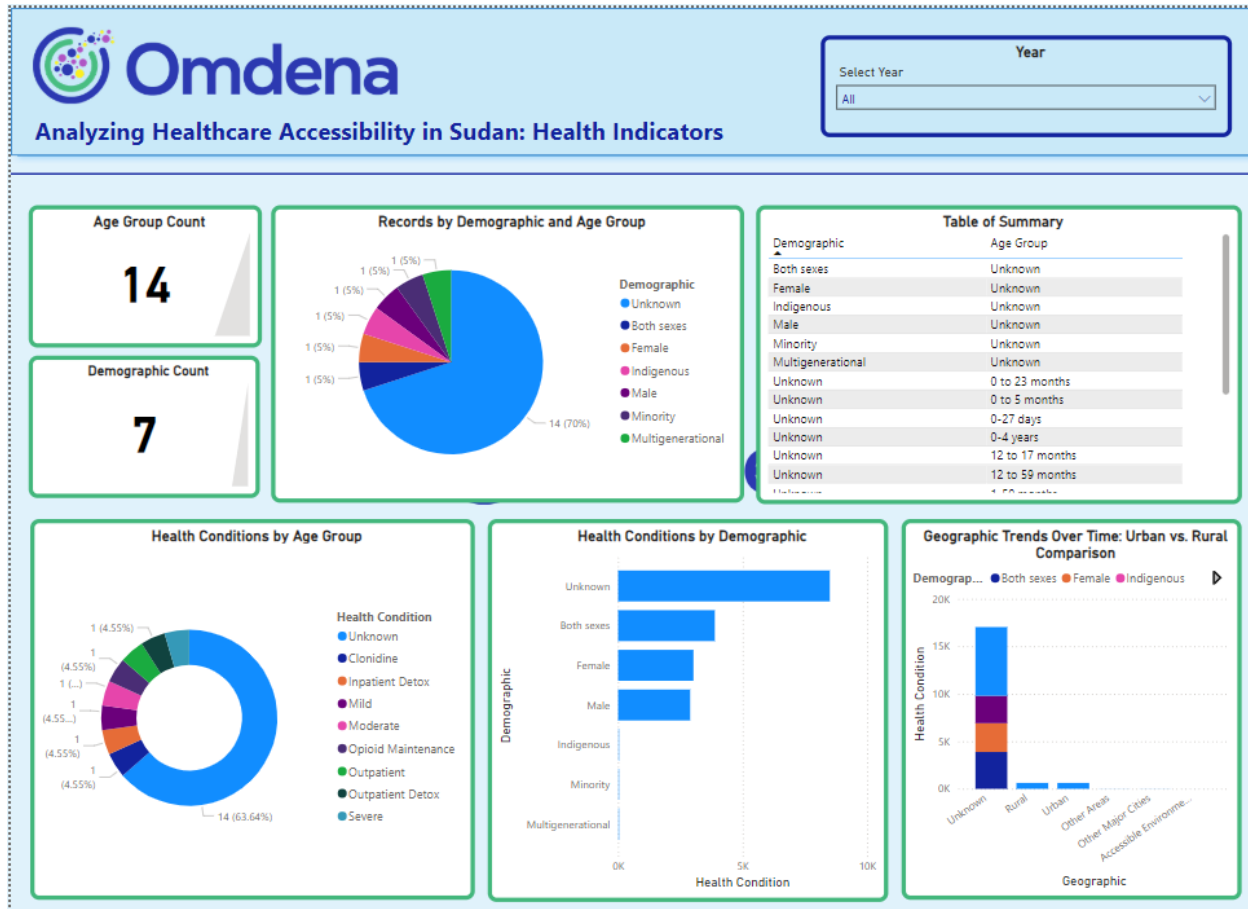 Omdena
Analyzing Healthcare Accessibility in Sudan: Health Indicators
Year
Select Year
All
Age Group Count
14
Demographic Count
7
Records by Demographic and Age Group
1 (5%)
1 (5%)
1 (5%)
1 (5%)
1 (5%)
1 (5%)
14 (70%)
Demographic
Unknown
Both sexes
Female
Indigenous
Male
Minority
Multigenerational
Table of Summary
Demographic Age Group
Both sexes Unknown
Female Unknown
Indigenous Unknown
Male Unknown
Minority Unknown
Multigenerational Unknown
Unknown 0 to 23 months
Unknown 0 to 5 months
Unknown 0-27 days
Unknown 0-4 years
Unknown 12 to 17 months
Unknown 12 to 59 months
Health Conditions by Age Group
1 (4.55%)
1
(4.55%)
1 (...)
1
(4.55...)
1
(4.55%)
1
(4.55%)
14 (63.64%)
Health Condition
Unknown
Clonidine
Inpatient Detox
Mild
Moderate
Opioid Maintenance
Outpatient
Outpatient Detox
Severe
Health Conditions by Demographic
Demographic
Unknown
Both sexes
Female
Male
Indigenous
Minority
Multigenerational
0K 5K 10K
Health Condition
Geographic Trends Over Time: Urban vs. Rural
Comparison
Demograp... Both sexes Female Indigenous
Health Condition
20K
15K
10K
5K
0K
Unknown
Rural
Urban
Other Areas
Other Major Cities
Accessible Environme...
Geographic